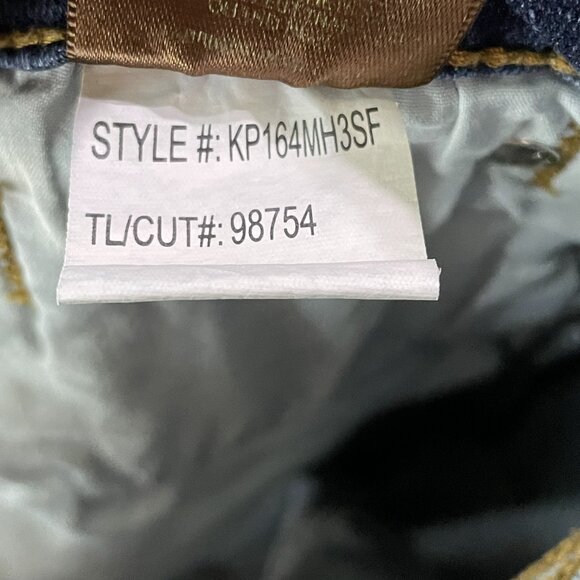 STYLE #: KP164MH3SF
TL/CUT#: 98754